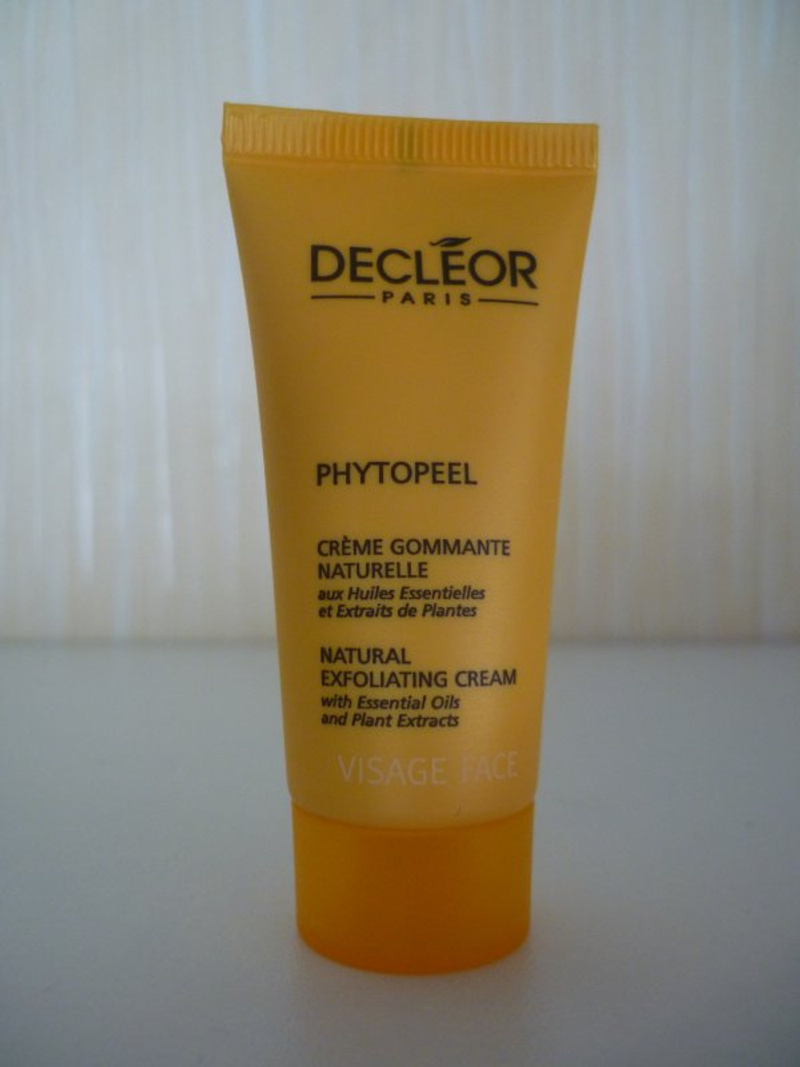 DECLÉOR
PARIS
PHYTOPEEL
CRÈME GOMMANTE
NATURELLE
aux Huiles Essentielles
et Extraits de Plantes
NATURAL
EXFOLIATING CREAM
with Essential Oils
and Plant Extracts
VISAGE FACE